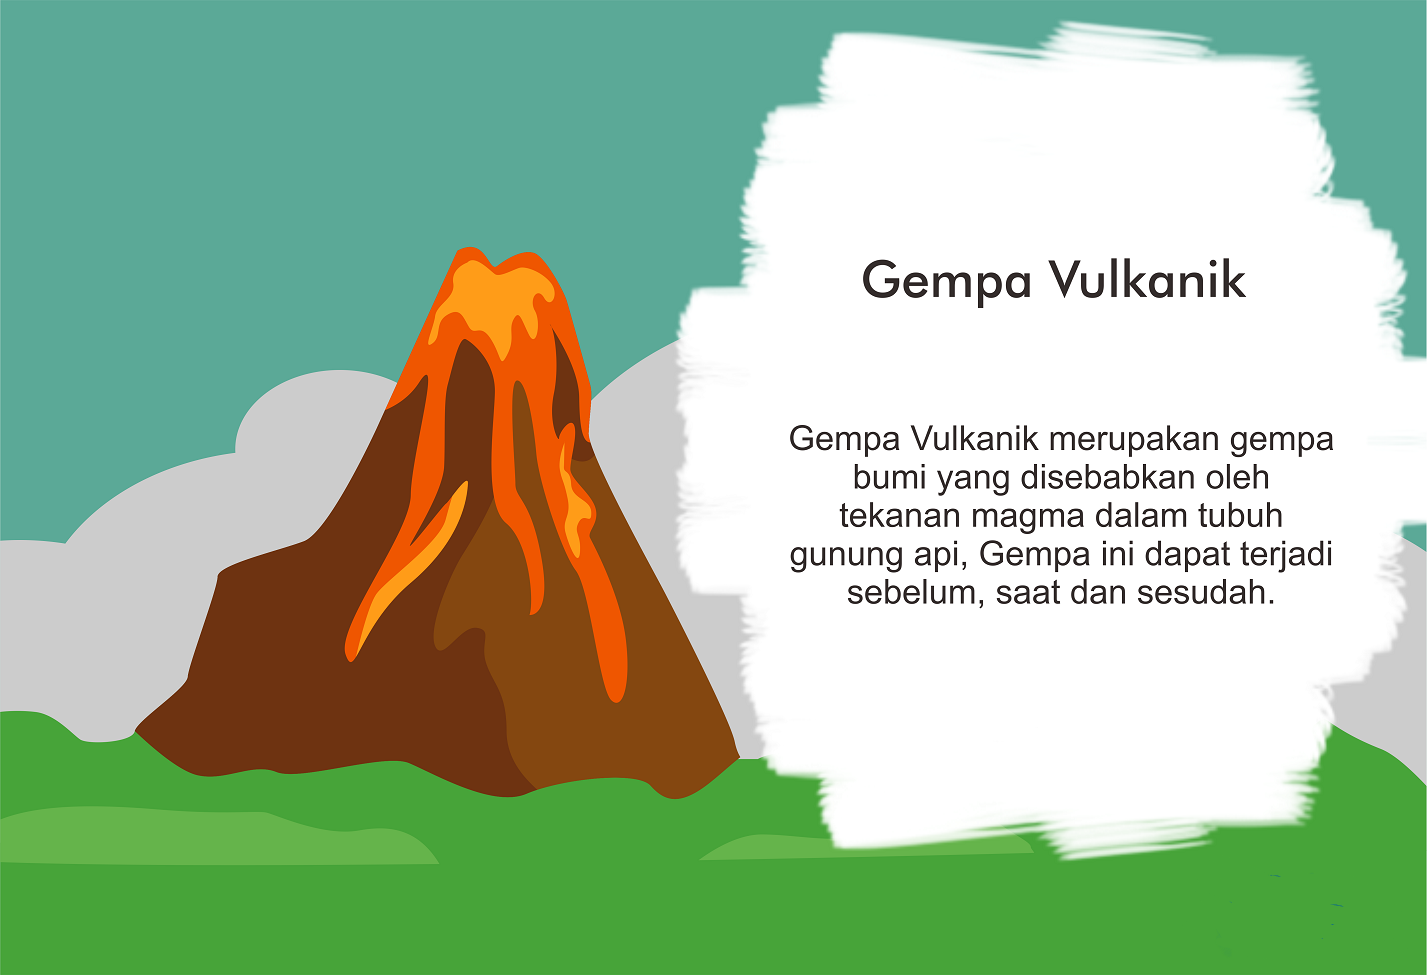 Gempa Vulkanik
Gempa Vulkanik merupakan gempa
bumi yang disebabkan oleh
tekanan magma dalam tubuh
gunung api, Gempa ini dapat terjadi
sebelum, saat dan sesudah.